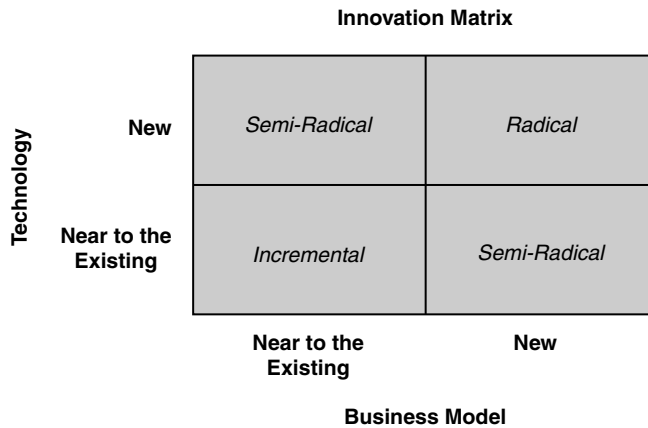 Innovation Matrix
Technology
New
Semi-Radical
Radical
Near to the
Existing
Incremental
Semi-Radical
Near to the
Existing
New
Business Model